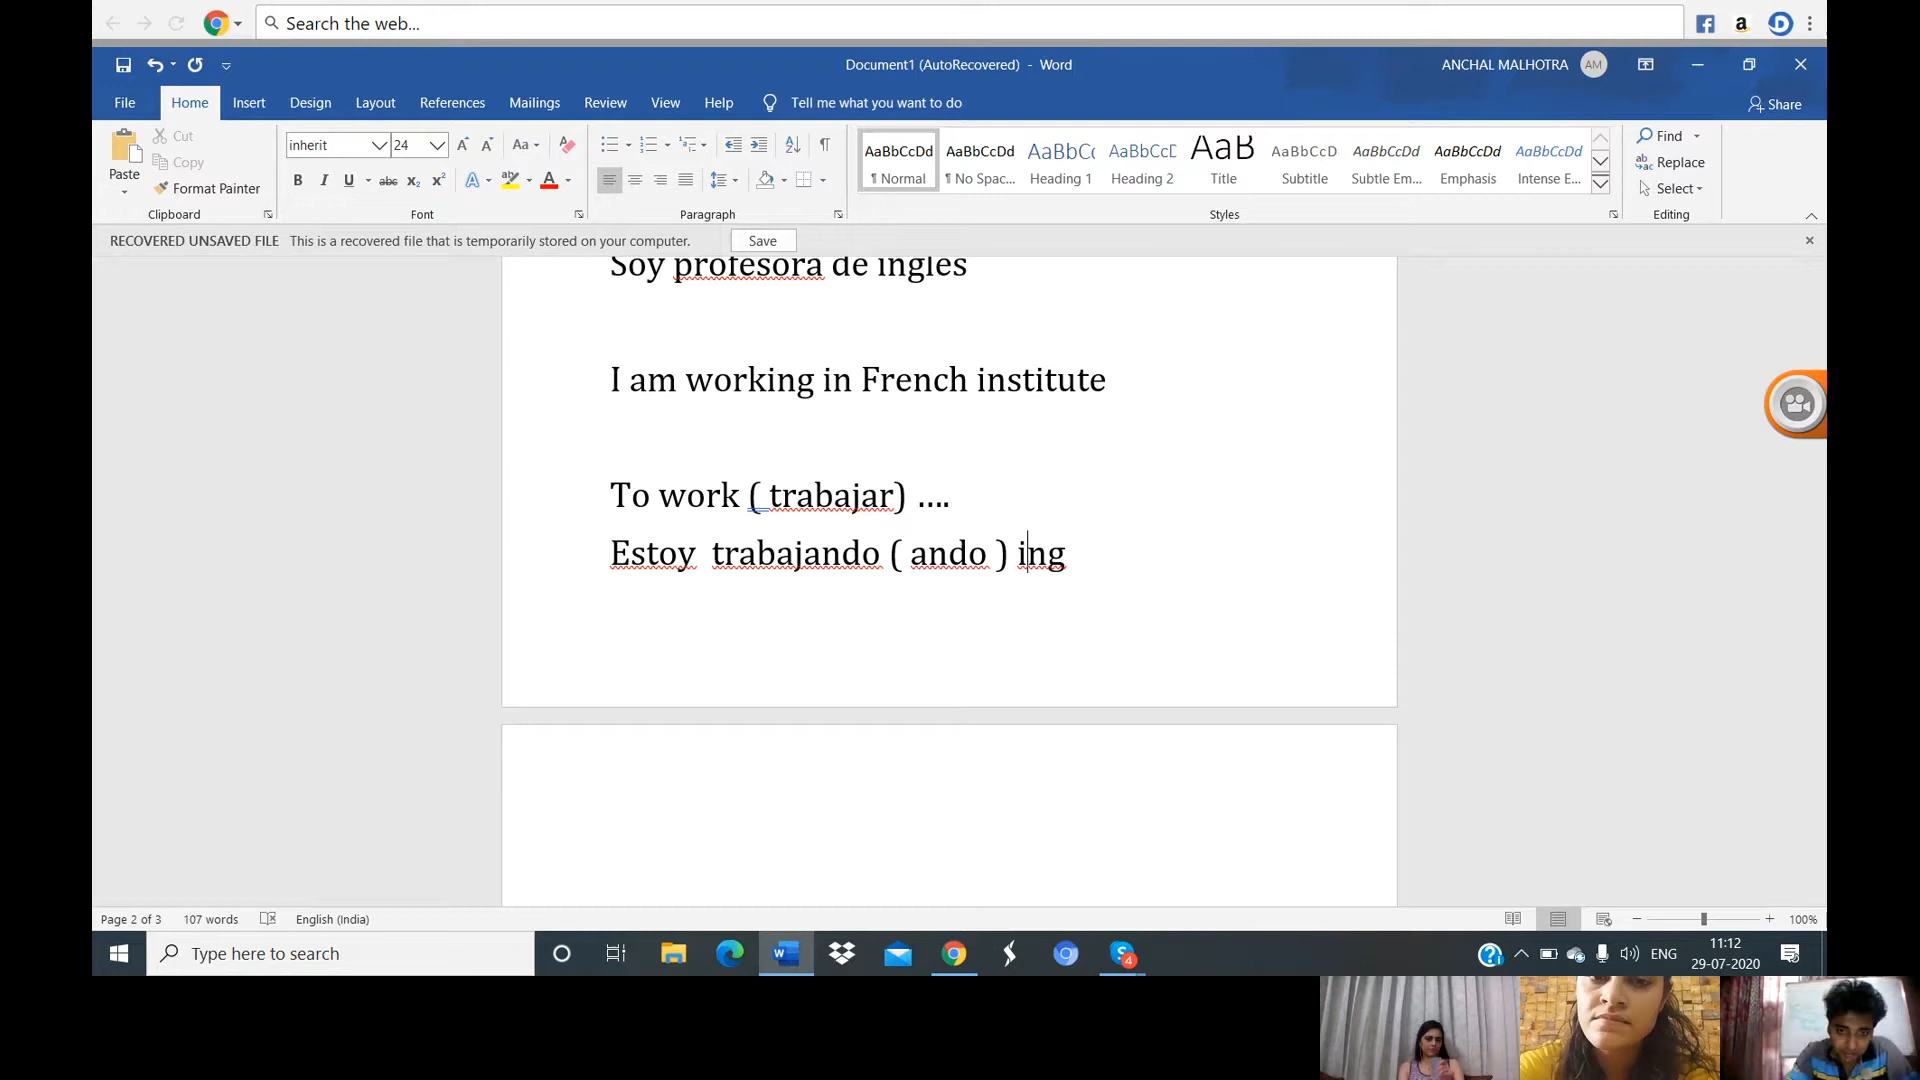 Search the web...
Document1 (AutoRecovered) - Word
ANCHAL MALHOTRA AM
File Home Insert Design Layout References Mailings Review View Help Tell me what you want to do Share
Paste
Cut
Copy
Format Painter
Clipboard
inherit 24
Font
Paragraph
AaBbCcDd AaBbCcDd AaBbC AaBbCcD AaB AaBbCcD AaBbCcDd AaBbCcDd AaBbCcDd
¶ Normal ¶ No Spac... Heading 1 Heading 2 Title Subtitle Subtle Em... Emphasis Intense E...
Styles
Find
Replace
Select
Editing
RECOVERED UNSAVED FILE This is a recovered file that is temporarily stored on your computer. Save
Soy profesora de ingles
I am working in French institute
To work ( trabajar) ....
Estoy trabajando ( ando ) ing
Page 2 of 3 107 words English (India) 100%
Type here to search
ENG
11:12
29-07-2020